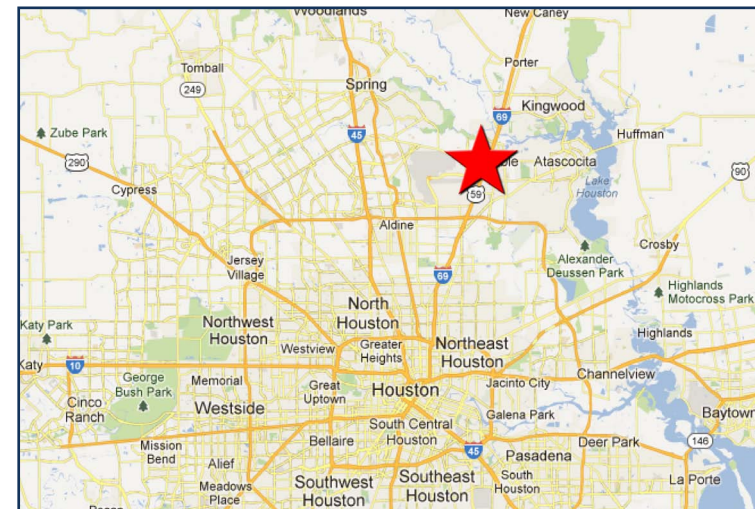 Woodlands
New Caney
Tomball
Porter
249
Spring
Kingwood
69
45
Huffman
Zube Park
290
Atascocita
90
Cypress
59
Lake
Houston
Aldine
Crosby
Jersey
Village
69
Alexander
Deussen Park
Highlands
Motocross Park
North
Houston
Katy Park
Northwest
Houston
Northeast
Houston
Highlands
Westview
Greater
Heights
Katy
10
Channelview
George
Bush Park
Memorial
Great
Uptown
Houston
Jacinto City
Cinco
Ranch
Westside
Galena Park
Baytown
South Central
Houston
Mission
Bend
Bellaire
45
Deer Park
146
Alief
Pasadena
Meadows
Place
Southwest
Houston
Southeast
Houston
South
Houston
La Porte